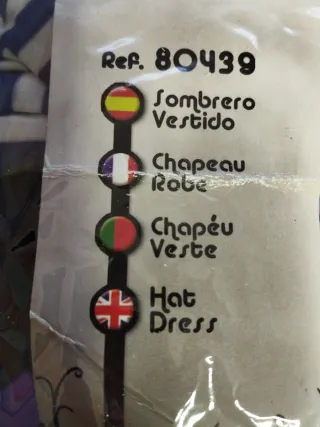 Ref. 80439
Sombrero
Vestido
Chapeau
Robe
Chapéu
Veste
Hat
Dress